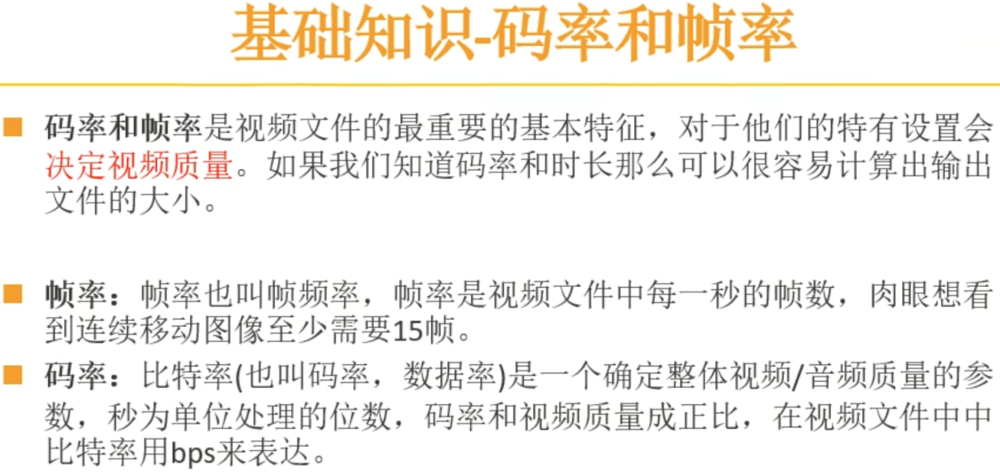 基础知识-码率和帧率
码率和帧率是视频文件的最重要的基本特征，对于他们的特有设置会
决定视频质量。如果我们知道码率和时长那么可以很容易计算出输出
文件的大小。
帧率：帧率也叫帧频率，帧率是视频文件中每一秒的帧数，肉眼想看
到连续移动图像至少需要15帧。
码率：比特率(也叫码率，数据率)是一个确定整体视频/音频质量的参
数，秒为单位处理的位数，码率和视频质量成正比，在视频文件中中
比特率用bps来表达。